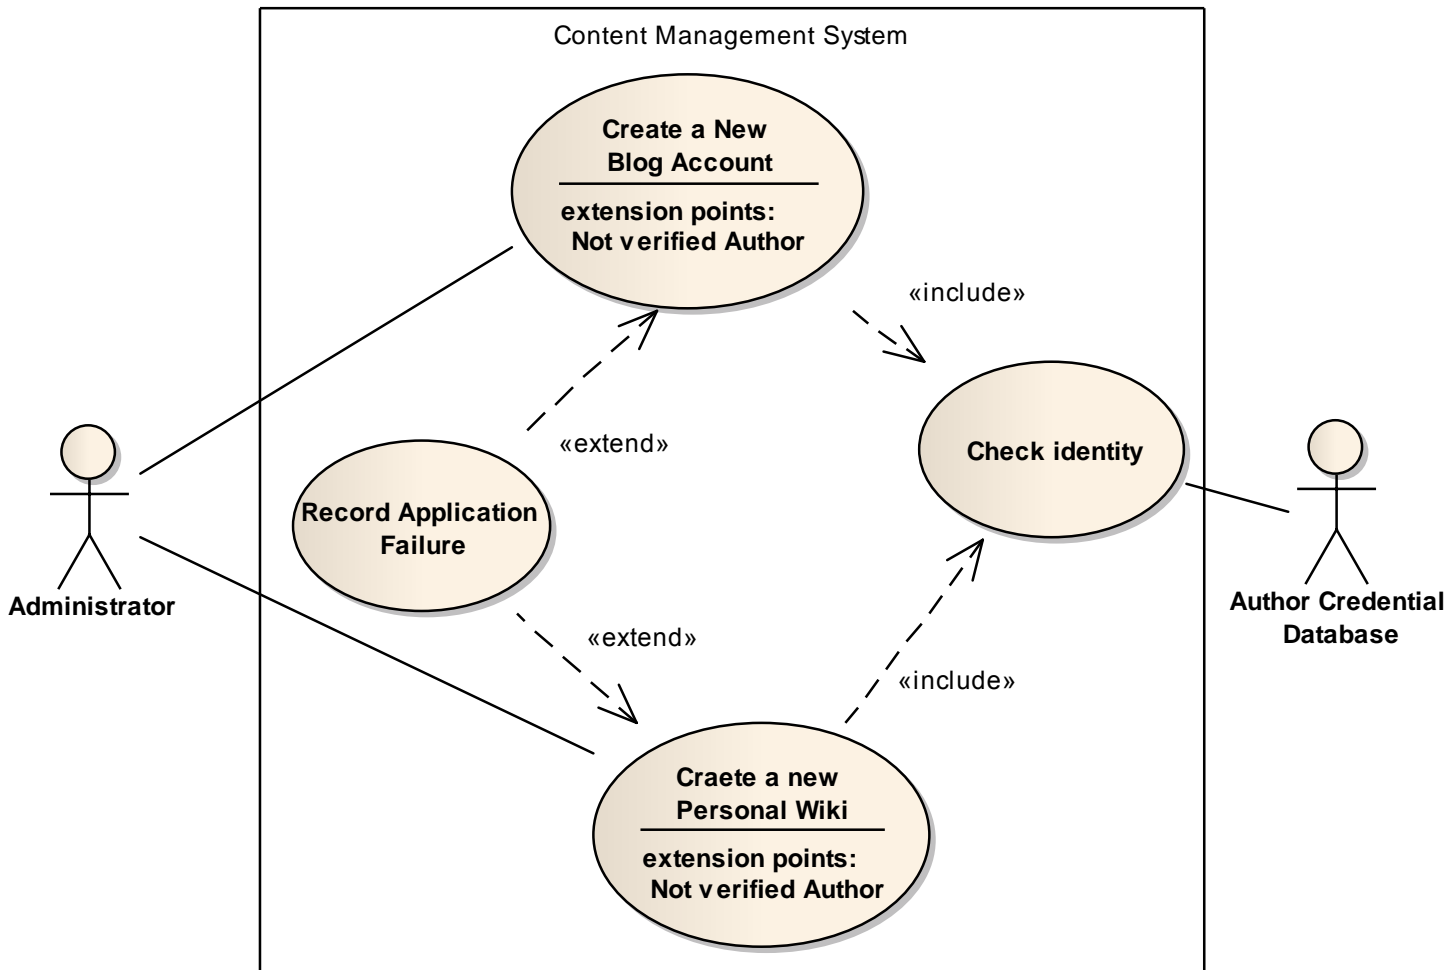 Content Management System
Create a New
Blog Account
extension points:
Not verified Author
«include»
«extend»
Check identity
Record Application
Failure
Administrator
Author Credential
Database
«extend»
«include»
Craete a new
Personal Wiki
extension points:
Not verified Author